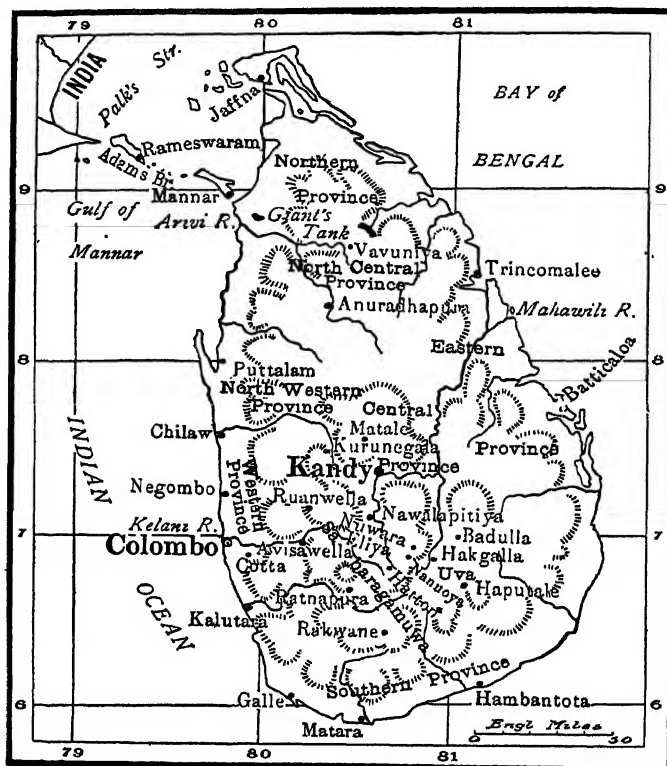 79
80
81
INDIA
Palk's
Str.
Jaffna
BAY of
BENGAL
Rameswaram
Adams Br.
Northern
Province
9
Mannar
9
Gulf of
Mannar
Arivi R.
Giant's
Tank
Vavuniya
North Central
Province
Trincomalee
Anuradhapura
Mahawili R.
Eastern
Province
8
8
Puttalam
North Western
Province
Batticaloa
Central
Province
Matale
Chilaw
Kurunegala
Kandy
INDIAN
OCEAN
Negombo
Western
Province
Ruanwella
Nawalapitiya
Nuwara
Eliya
Kelani R.
7
7
Colombo
Avisawella
Badulla
Hakgalla
Cotta
Sabaragamuwa
Hatton
Nanuoya
Uva
Haputale
Ratnapura
Kalutara
Rakwane
Southern Province
Galle
Hambantota
6
6
Matara
Engl Miles
0
30
79
80
81